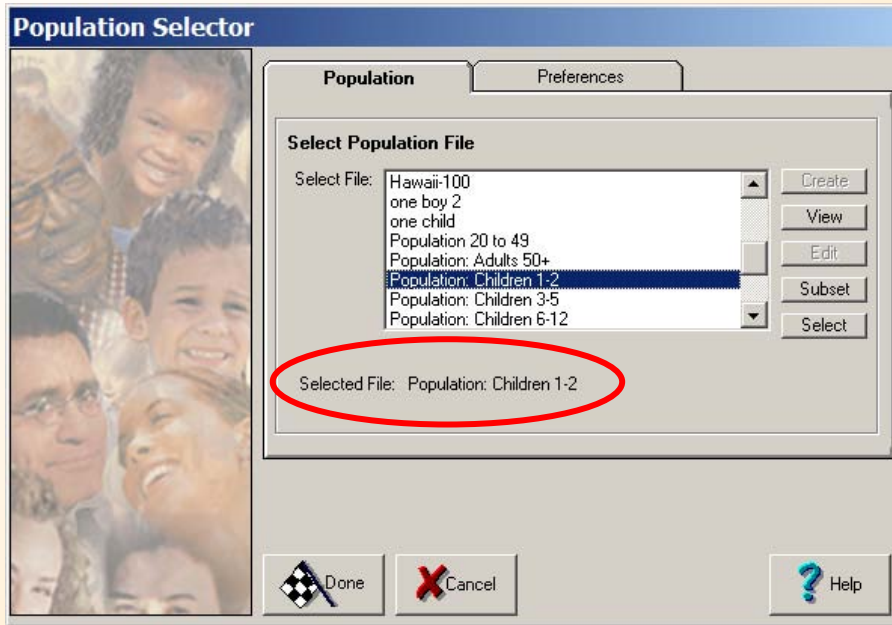 Population Selector
Population
Preferences
Select Population File
Select File:
Hawaii-100
one boy 2
one child
Population 20 to 49
Population: Adults 50+
Population: Children 1-2
Population: Children 3-5
Population: Children 6-12
Create
View
Edit
Subset
Select
Selected File: Population: Children 1-2
Done
Cancel
Help